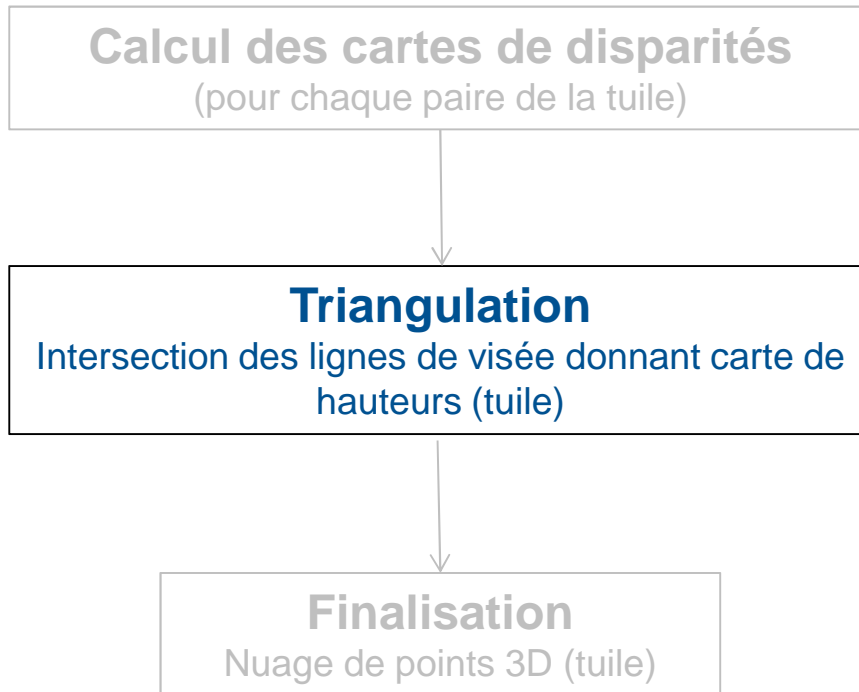 Calcul des cartes de disparités
(pour chaque paire de la tuile)
Triangulation
Intersection des lignes de visée donnant carte de
hauteurs (tuile)
Finalisation
Nuage de points 3D (tuile)